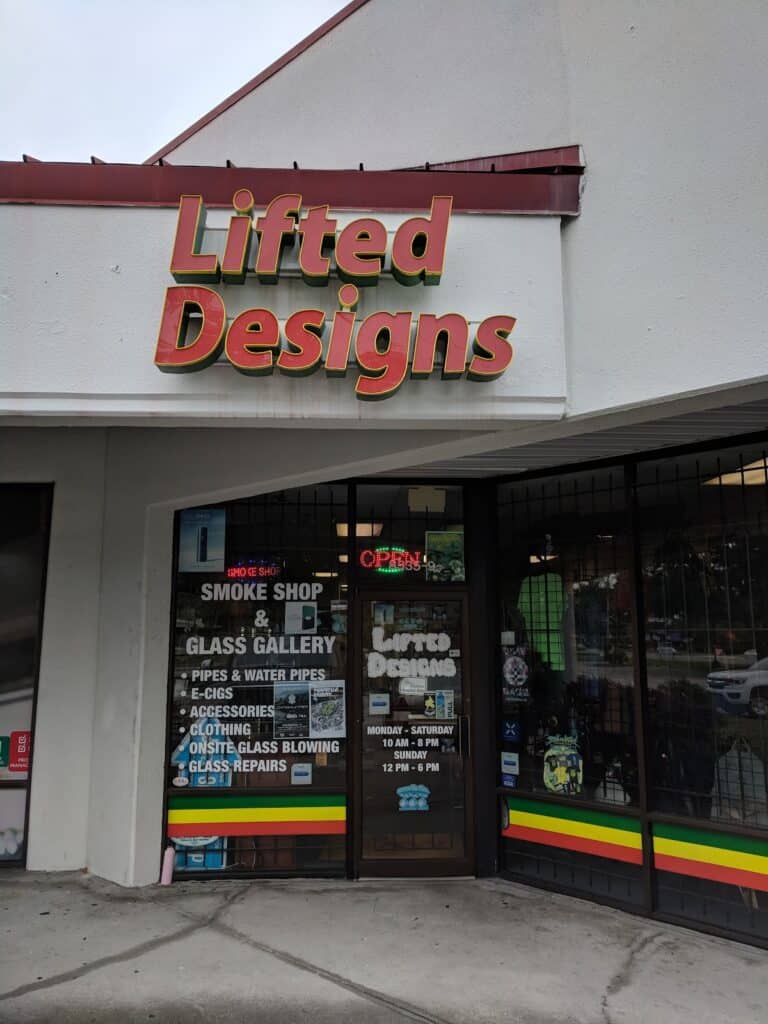 Lifted
Designs
OPEN
SMOKE SHOP
SMOKE SHOP
&
GLASS GALLERY
• PIPES & WATER PIPES
• E-CIGS
• ACCESSORIES
• CLOTHING
• ONSITE GLASS BLOWING
• GLASS REPAIRS
LIFTED
DESIGNS
MONDAY - SATURDAY
10 AM - 8 PM
SUNDAY
12 PM - 6 PM